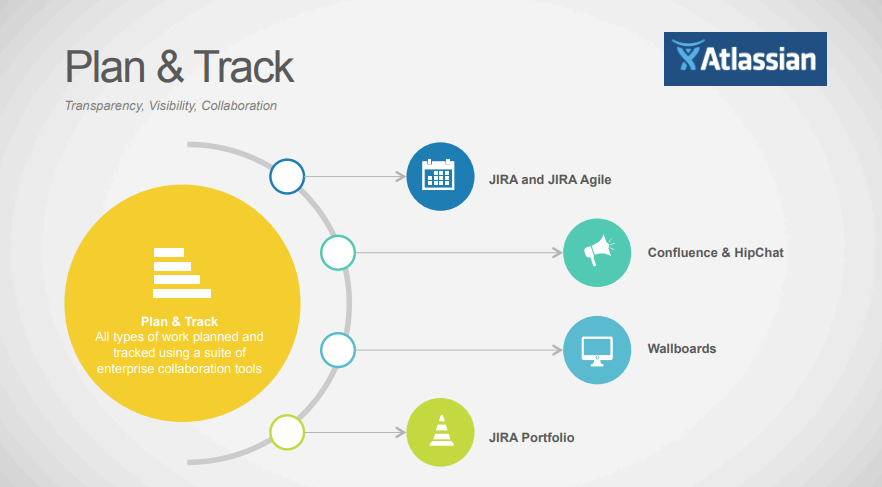 Plan & Track
Atlassian
Transparency, Visibility, Collaboration
JIRA and JIRA Agile
Confluence & HipChat
Plan & Track
All types of work planned and
tracked using a suite of
enterprise collaboration tools
Wallboards
JIRA Portfolio